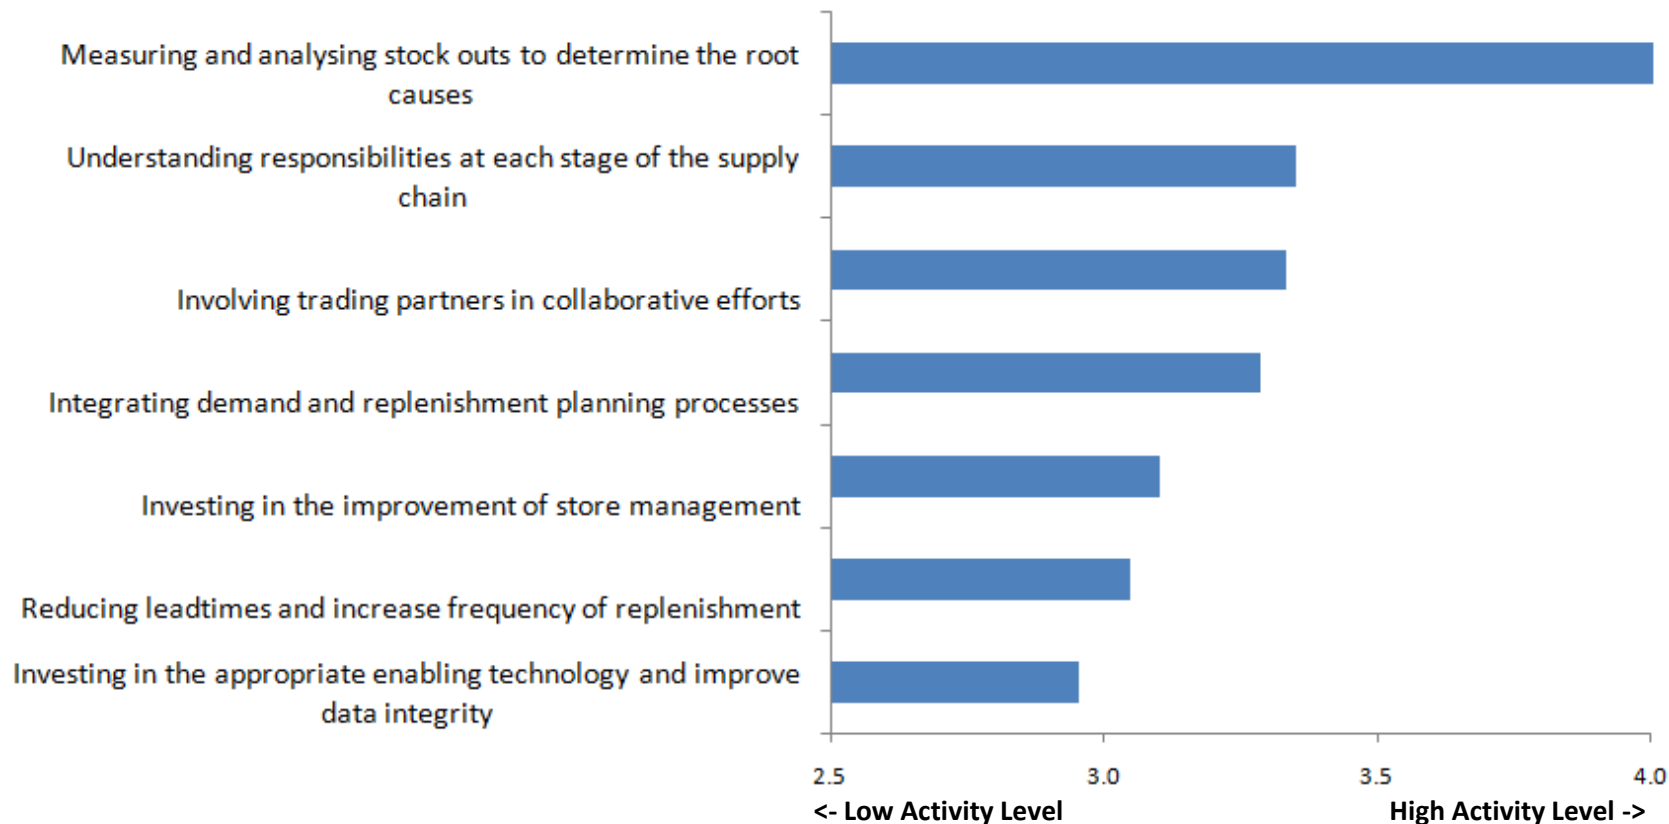 Measuring and analysing stock outs to determine the root
causes
Understanding responsibilities at each stage of the supply
chain
Involving trading partners in collaborative efforts
Integrating demand and replenishment planning processes
Investing in the improvement of store management
Reducing leadtimes and increase frequency of replenishment
Investing in the appropriate enabling technology and improve
data integrity
2.5 3.0 3.5 4.0
<- Low Activity Level High Activity Level ->